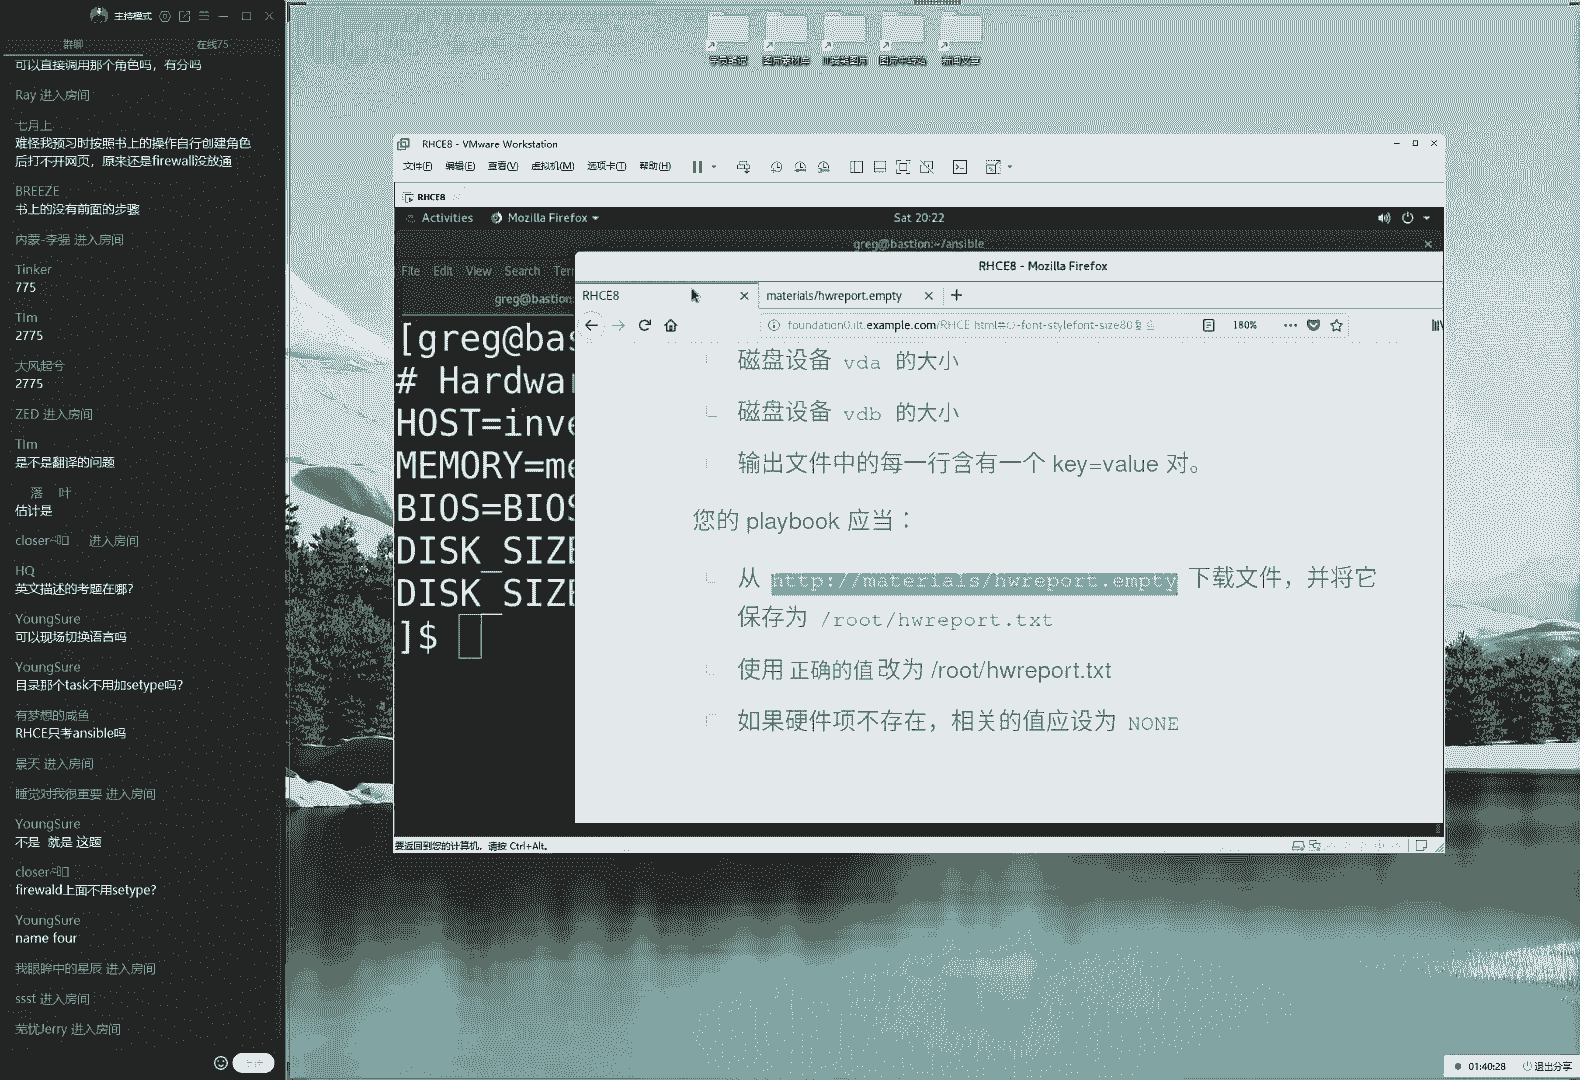 主持模式
群聊
在线75
可以直接调用那个角色吗，有分吗
Ray 进入房间
七月上
难怪我预习时按照书上的操作自行创建角色
后打不开网页，原来还是firewall没放通
BREEZE
书上的没有前面的步骤
内蒙-李强 进入房间
Tinker
775
TIm
2775
大风起兮
2775
ZED 进入房间
TIm
是不是翻译的问题
落 叶
估计是
进入房间
HQ
英文描述的考题在哪?
YoungSure
可以现场切换语言吗
YoungSure
目录那个task不用加setype吗?
有梦想的咸鱼
RHCE只考ansible吗
景天 进入房间
睡觉对我很重要 进入房间
YoungSure
不是 就是 这题
firewald上面不用setype?
YoungSure
name four
我眼眸中的星辰 进入房间
ssst 进入房间
无忧Jerry 进入房间
RHCE8 - VMware Workstation
文件(F) 编辑(E) 查看(V) 虚拟机(M) 选项卡(T) 帮助(H)
RHCE8
Activities Mozilla Firefox Sat 20:22
greg@bastion:~/ansible
File Edit View Search Ter
greg@bastion:
[greg@bas
# Hardwa
HOST=inve
MEMORY=me
BIOS=BIOS
DISK_SIZE
DISK_SIZE
]$
RHCE8 - Mozilla Firefox
RHCE8
materials/hwreport.empty
foundation0.ilt.example.com/RHCE
180%
磁盘设备 vda 的大小
磁盘设备 vdb 的大小
输出文件中的每一行含有一个 key=value 对。
您的 playbook 应当：
从 http://materials/hwreport.empty 下载文件，并将它
保存为 /root/hwreport.txt
使用 正确的值 改为 /root/hwreport.txt
如果硬件项不存在，相关的值应设为 NONE
要返回到您的计算机，请按 Ctrl+Alt。
01:40:28 退出分享